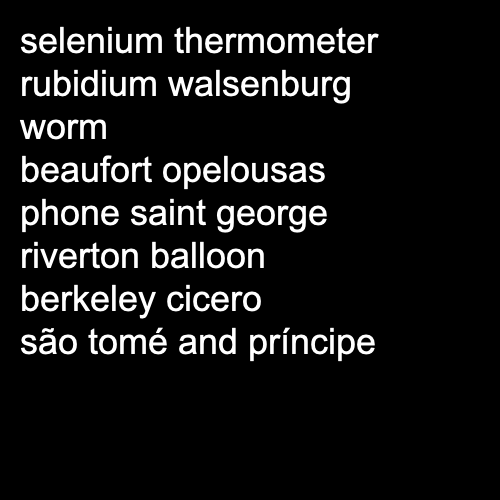 selenium thermometer
rubidium walsenburg
worm
beaufort opelousas
phone saint george
riverton balloon
berkeley cicero
são tomé and príncipe